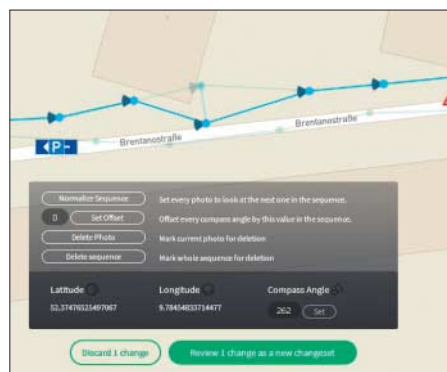 Brentanostraße
Brentanostraße
P
Normalize Sequence Set every photo to look at the next one in the sequence.
0 Set Offset Offset every compass angle by this value in the sequence.
Delete Photo Mark current photo for deletion
Delete sequence Mark whole sequence for deletion
Latitude Longitude Compass Angle
52.37476525497067 9.78454833714477 262 Set
Discard 1 change Review 1 change as a new changeset